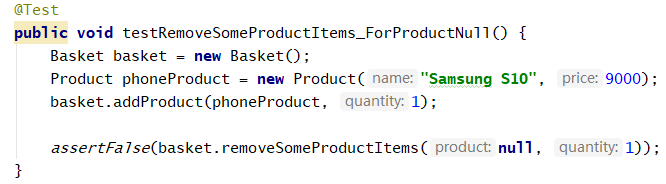 @Test
public void testRemoveSomeProductItems_ForProductNull() {
Basket basket = new Basket();
Product phoneProduct = new Product( name: "Samsung S10", price: 9000);
basket.addProduct(phoneProduct, quantity: 1);
assertFalse(basket.removeSomeProductItems( product: null, quantity: 1));
}